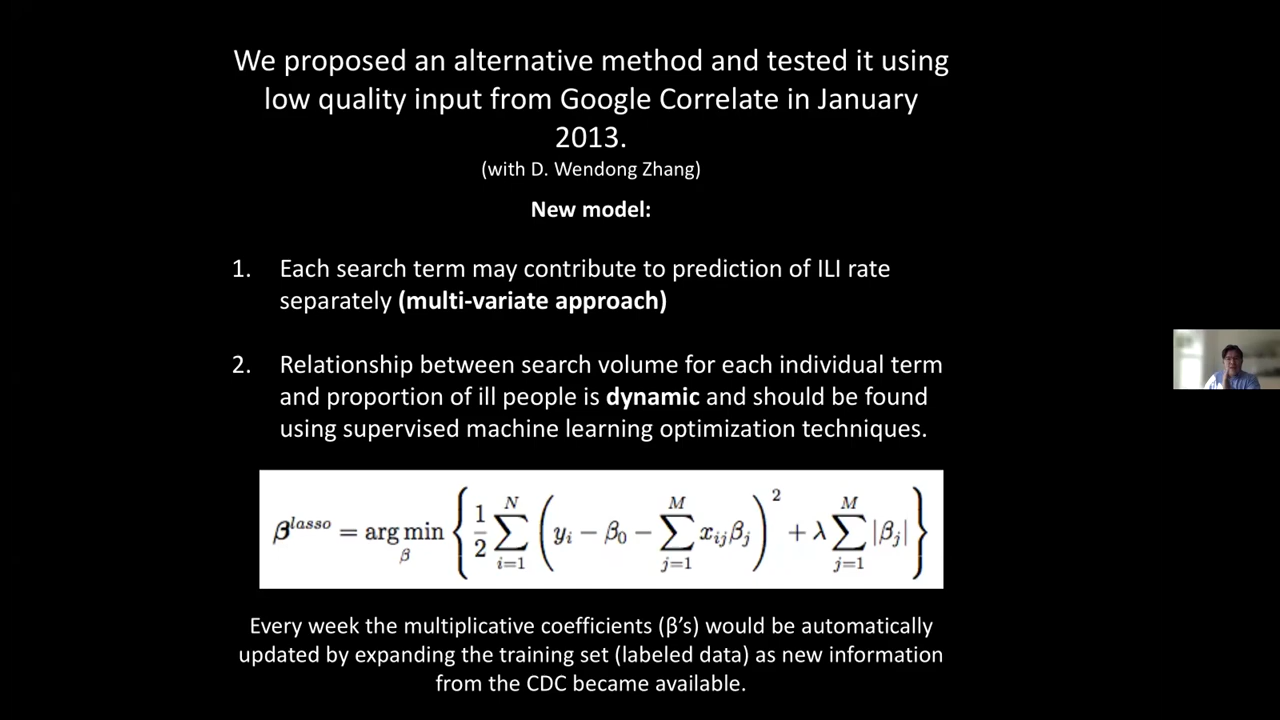 We proposed an alternative method and tested it using
low quality input from Google Correlate in January
2013.
(with D. Wendong Zhang)
New model:
1. Each search term may contribute to prediction of ILI rate
separately (multi-variate approach)
2. Relationship between search volume for each individual term
and proportion of ill people is dynamic and should be found
using supervised machine learning optimization techniques.
β^{lasso} = arg min_β { 1/2 ∑_{i=1}^{N} ( y_i − β_0 − ∑_{j=1}^{M} x_{ij}β_j )^2 + λ ∑_{j=1}^{M} |β_j| }
Every week the multiplicative coefficients (β’s) would be automatically
updated by expanding the training set (labeled data) as new information
from the CDC became available.